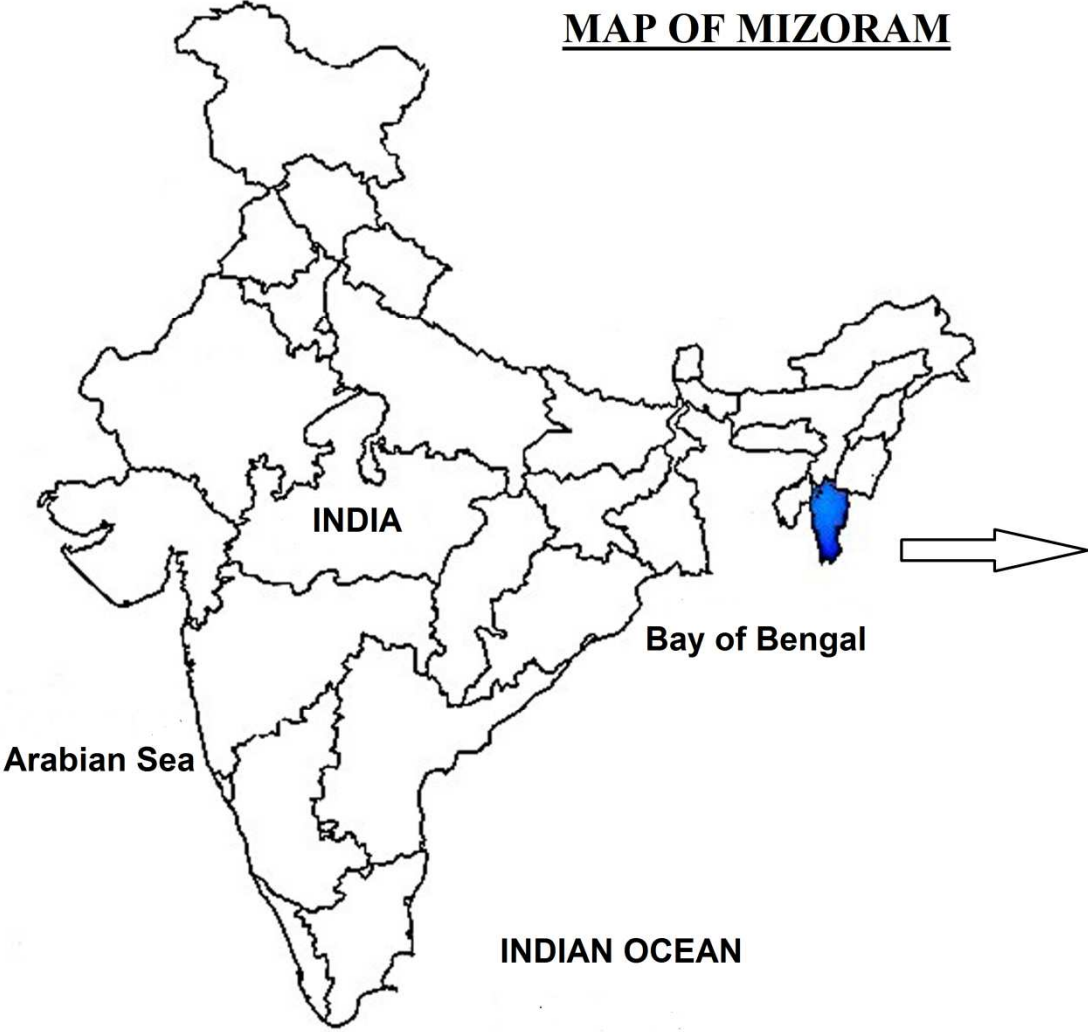 MAP OF MIZORAM
INDIA
Bay of Bengal
Arabian Sea
INDIAN OCEAN